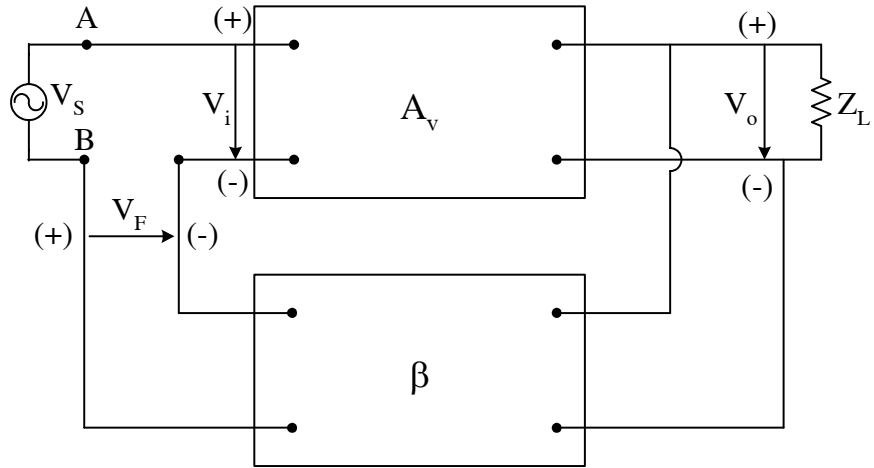 A (+) (+)
V_S V_i A_v V_o Z_L
B
(-) (-)
V_F
(+) (-)
β